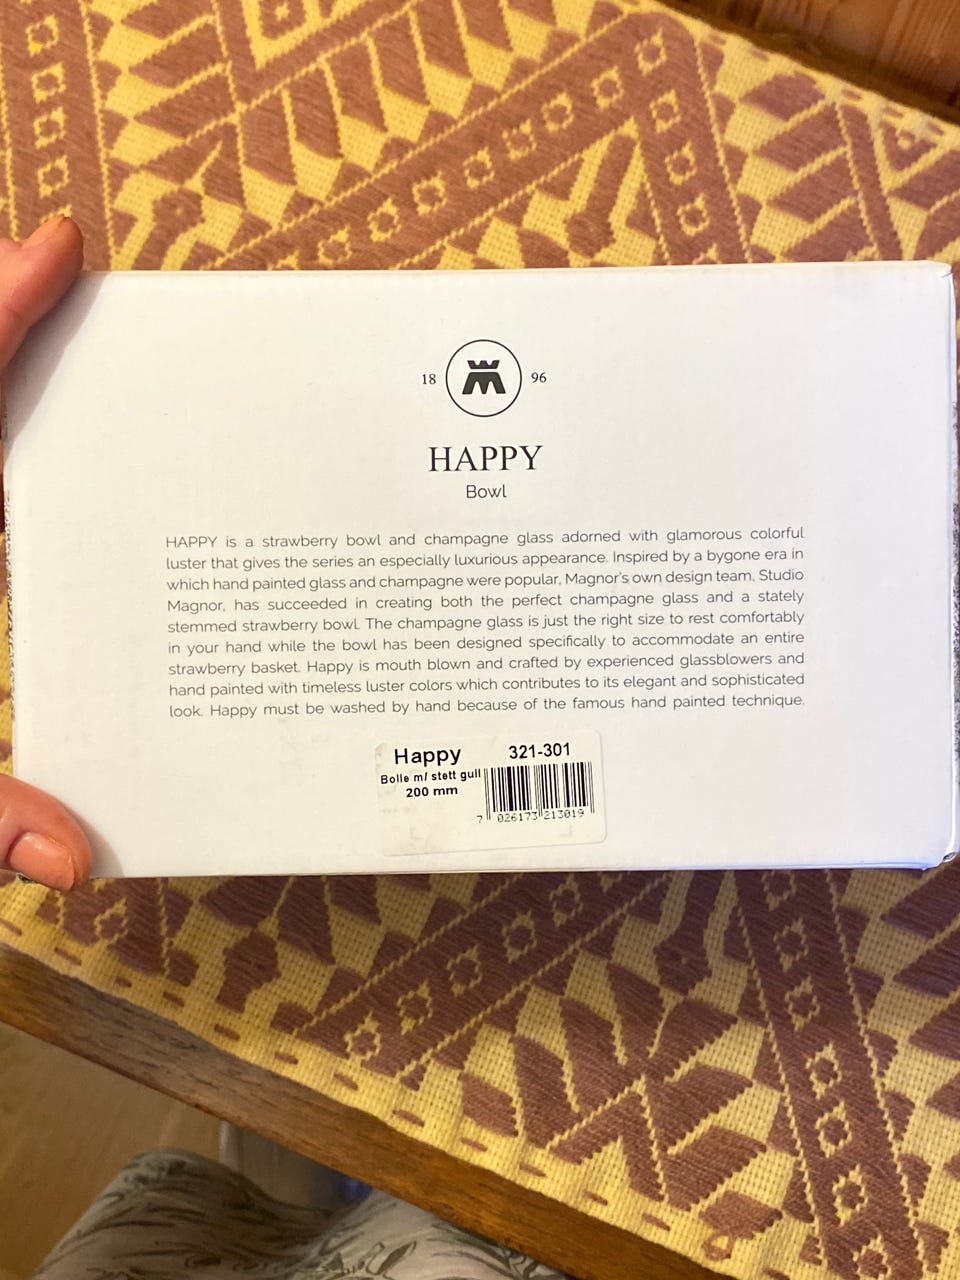 18 96
HAPPY
Bowl
HAPPY is a strawberry bowl and champagne glass adorned with glamorous colorful
luster that gives the series an especially luxurious appearance. Inspired by a bygone era in
which hand painted glass and champagne were popular, Magnor's own design team, Studio
Magnor, has succeeded in creating both the perfect champagne glass and a stately
stemmed strawberry bowl. The champagne glass is just the right size to rest comfortably
in your hand while the bowl has been designed specifically to accommodate an entire
strawberry basket. Happy is mouth blown and crafted by experienced glassblowers and
hand painted with timeless luster colors which contributes to its elegant and sophisticated
look. Happy must be washed by hand because of the famous hand painted technique.
Happy 321-301
Bolle m/ stett gull
200 mm
7 026173 213019